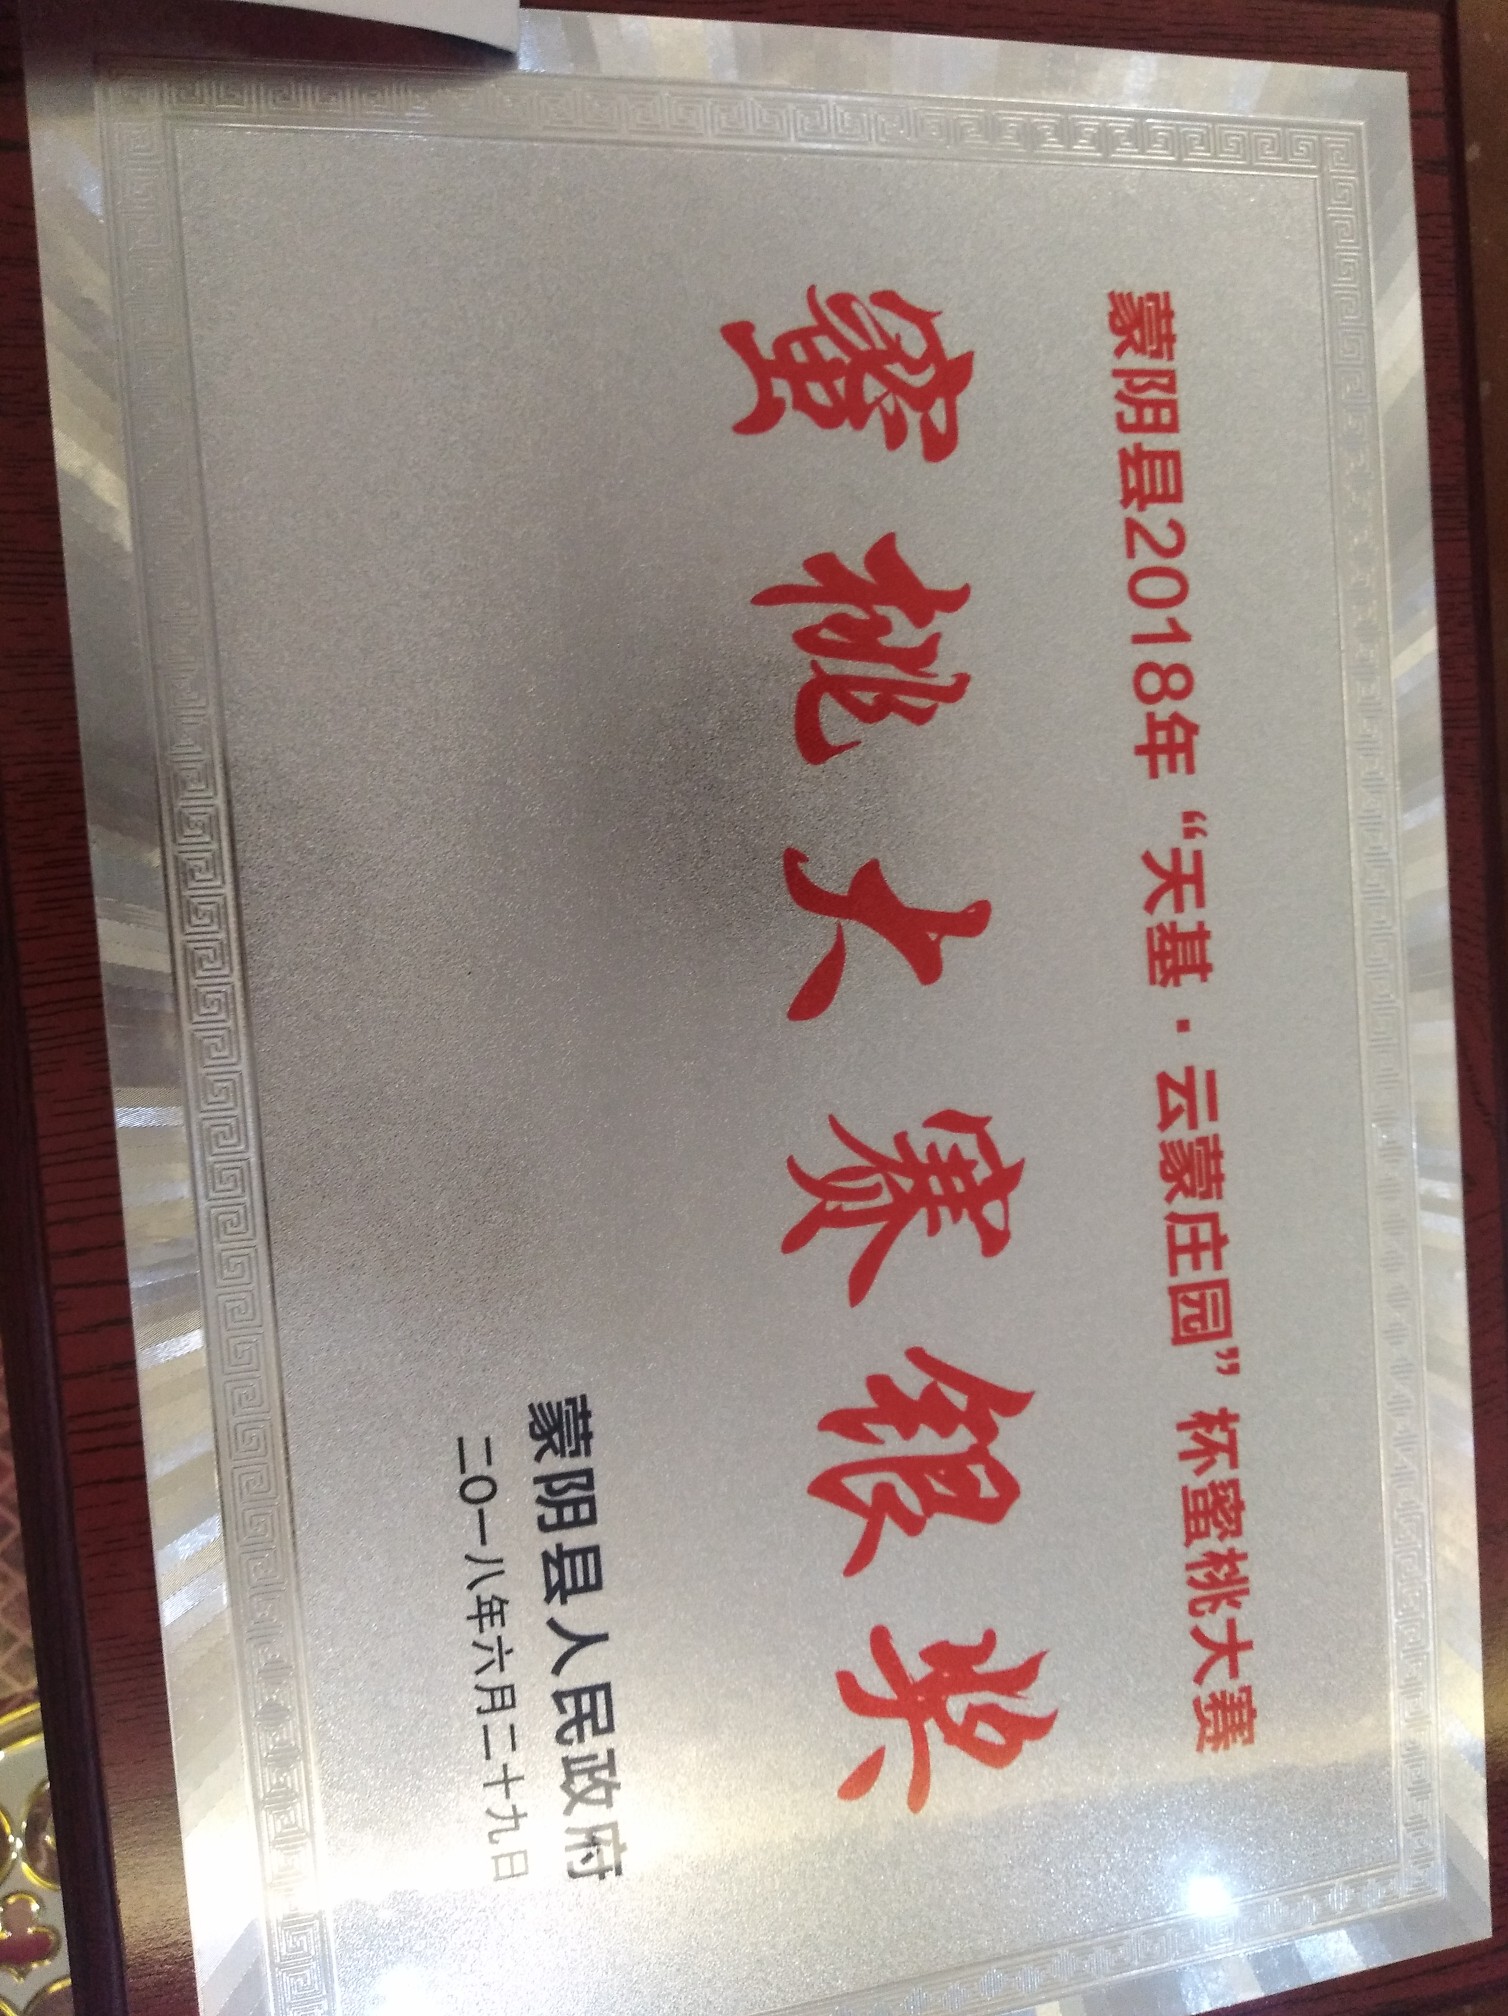 蒙阴县2018年“天基·云蒙庄园”杯蜜桃大赛
蜜桃大赛银奖
蒙阴县人民政府
二〇一八年六月二十九日